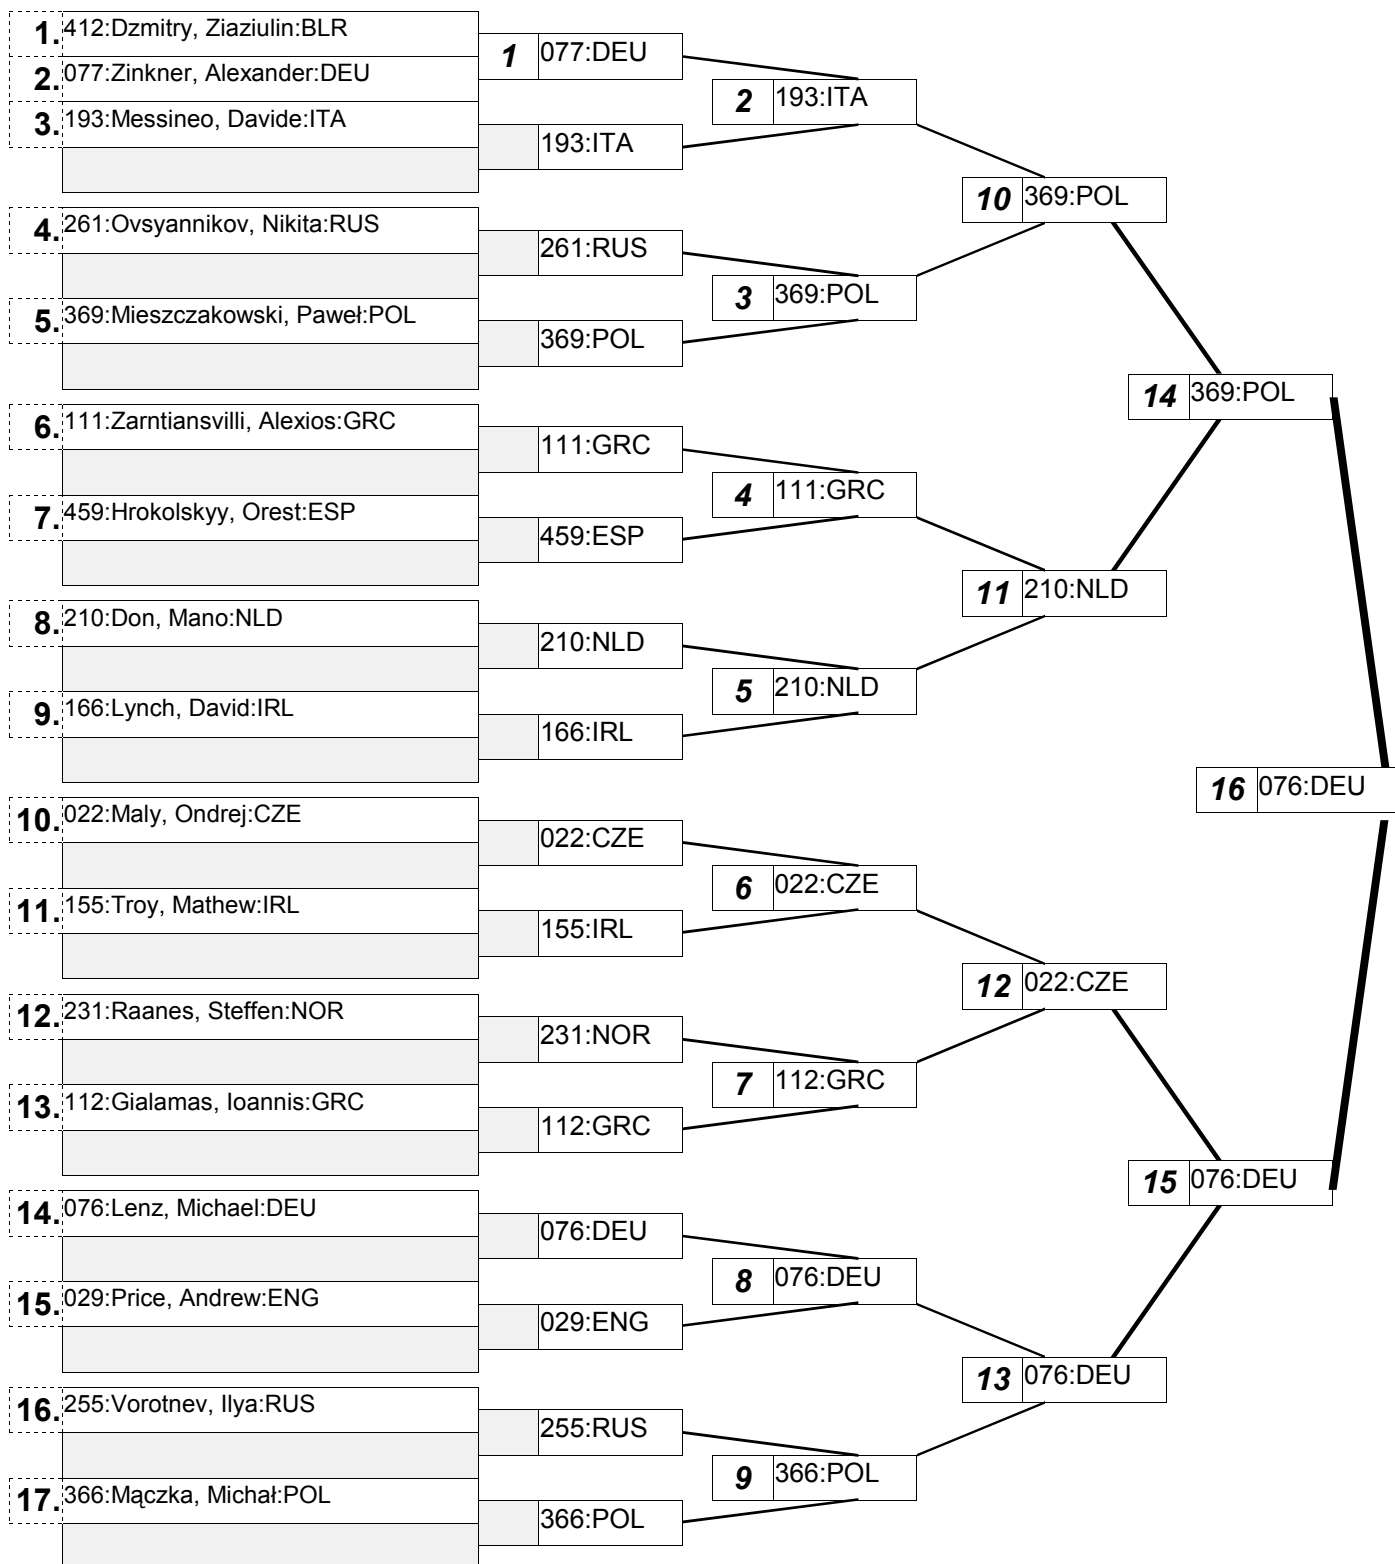 1. 412:Dzmitry, Ziaziulin:BLR
2. 077:Zinkner, Alexander:DEU
3. 193:Messineo, Davide:ITA
4. 261:Ovsyannikov, Nikita:RUS
5. 369:Mieszczakowski, Paweł:POL
6. 111:Zarntiansvilli, Alexios:GRC
7. 459:Hrokolskyy, Orest:ESP
8. 210:Don, Mano:NLD
9. 166:Lynch, David:IRL
10. 022:Maly, Ondrej:CZE
11. 155:Troy, Mathew:IRL
12. 231:Raanes, Steffen:NOR
13. 112:Gialamas, Ioannis:GRC
14. 076:Lenz, Michael:DEU
15. 029:Price, Andrew:ENG
16. 255:Vorotnev, Ilya:RUS
17. 366:Mączka, Michał:POL
1 077:DEU
193:ITA
261:RUS
369:POL
111:GRC
459:ESP
210:NLD
166:IRL
022:CZE
155:IRL
231:NOR
112:GRC
076:DEU
029:ENG
255:RUS
366:POL
2 193:ITA
3 369:POL
4 111:GRC
5 210:NLD
6 022:CZE
7 112:GRC
8 076:DEU
9 366:POL
10 369:POL
11 210:NLD
12 022:CZE
13 076:DEU
14 369:POL
15 076:DEU
16 076:DEU